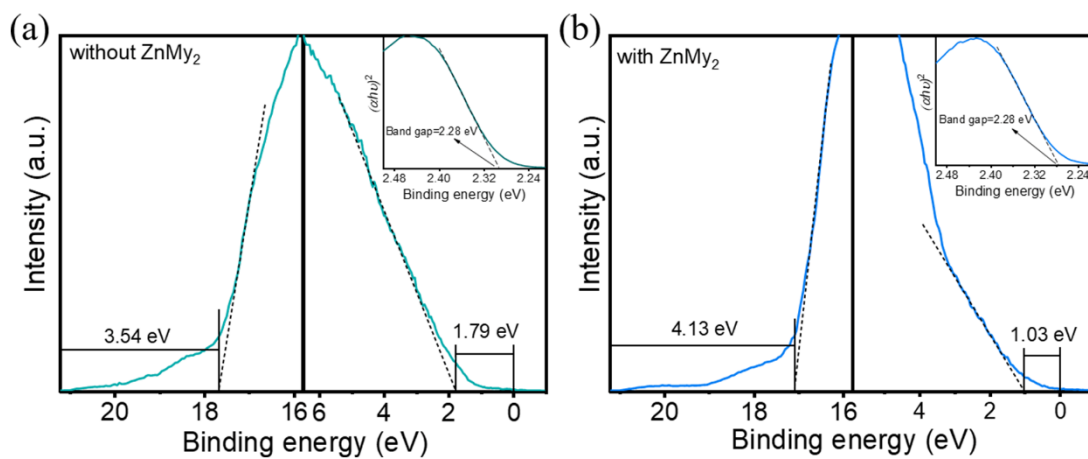 (a)
without ZnMy₂
(αhυ)²
Band gap=2.28 eV
2.48 2.40 2.32 2.24
Binding energy (eV)
Intensity (a.u.)
3.54 eV
1.79 eV
20 18 16 6 4 2 0
Binding energy (eV)
(b)
with ZnMy₂
(αhυ)²
Band gap=2.28 eV
2.48 2.40 2.32 2.24
Binding energy (eV)
Intensity (a.u.)
4.13 eV
1.03 eV
20 18 16 4 2 0
Binding energy (eV)